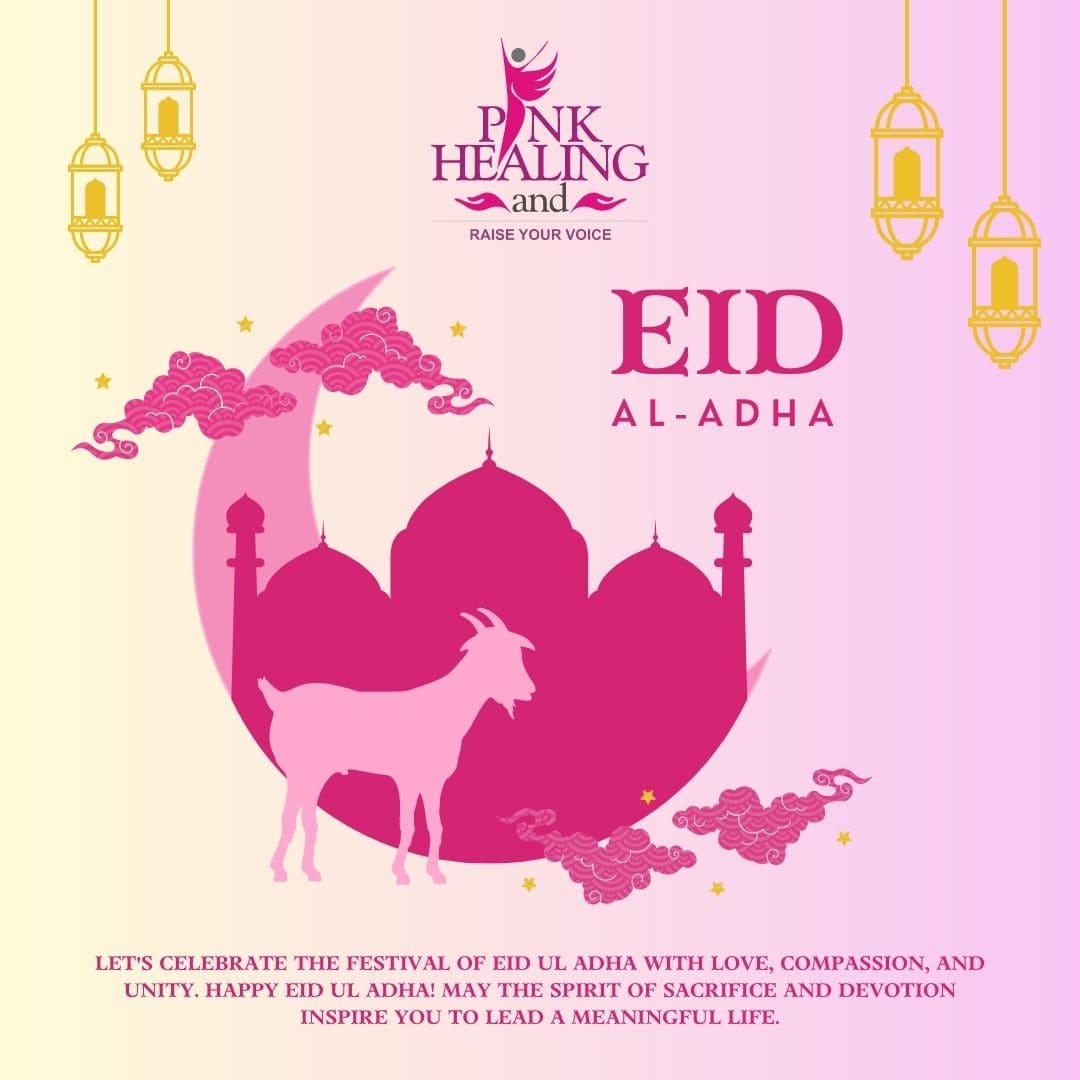 PINK
HEALING
and
RAISE YOUR VOICE
EID
AL-ADHA
LET'S CELEBRATE THE FESTIVAL OF EID UL ADHA WITH LOVE, COMPASSION, AND
UNITY. HAPPY EID UL ADHA! MAY THE SPIRIT OF SACRIFICE AND DEVOTION
INSPIRE YOU TO LEAD A MEANINGFUL LIFE.